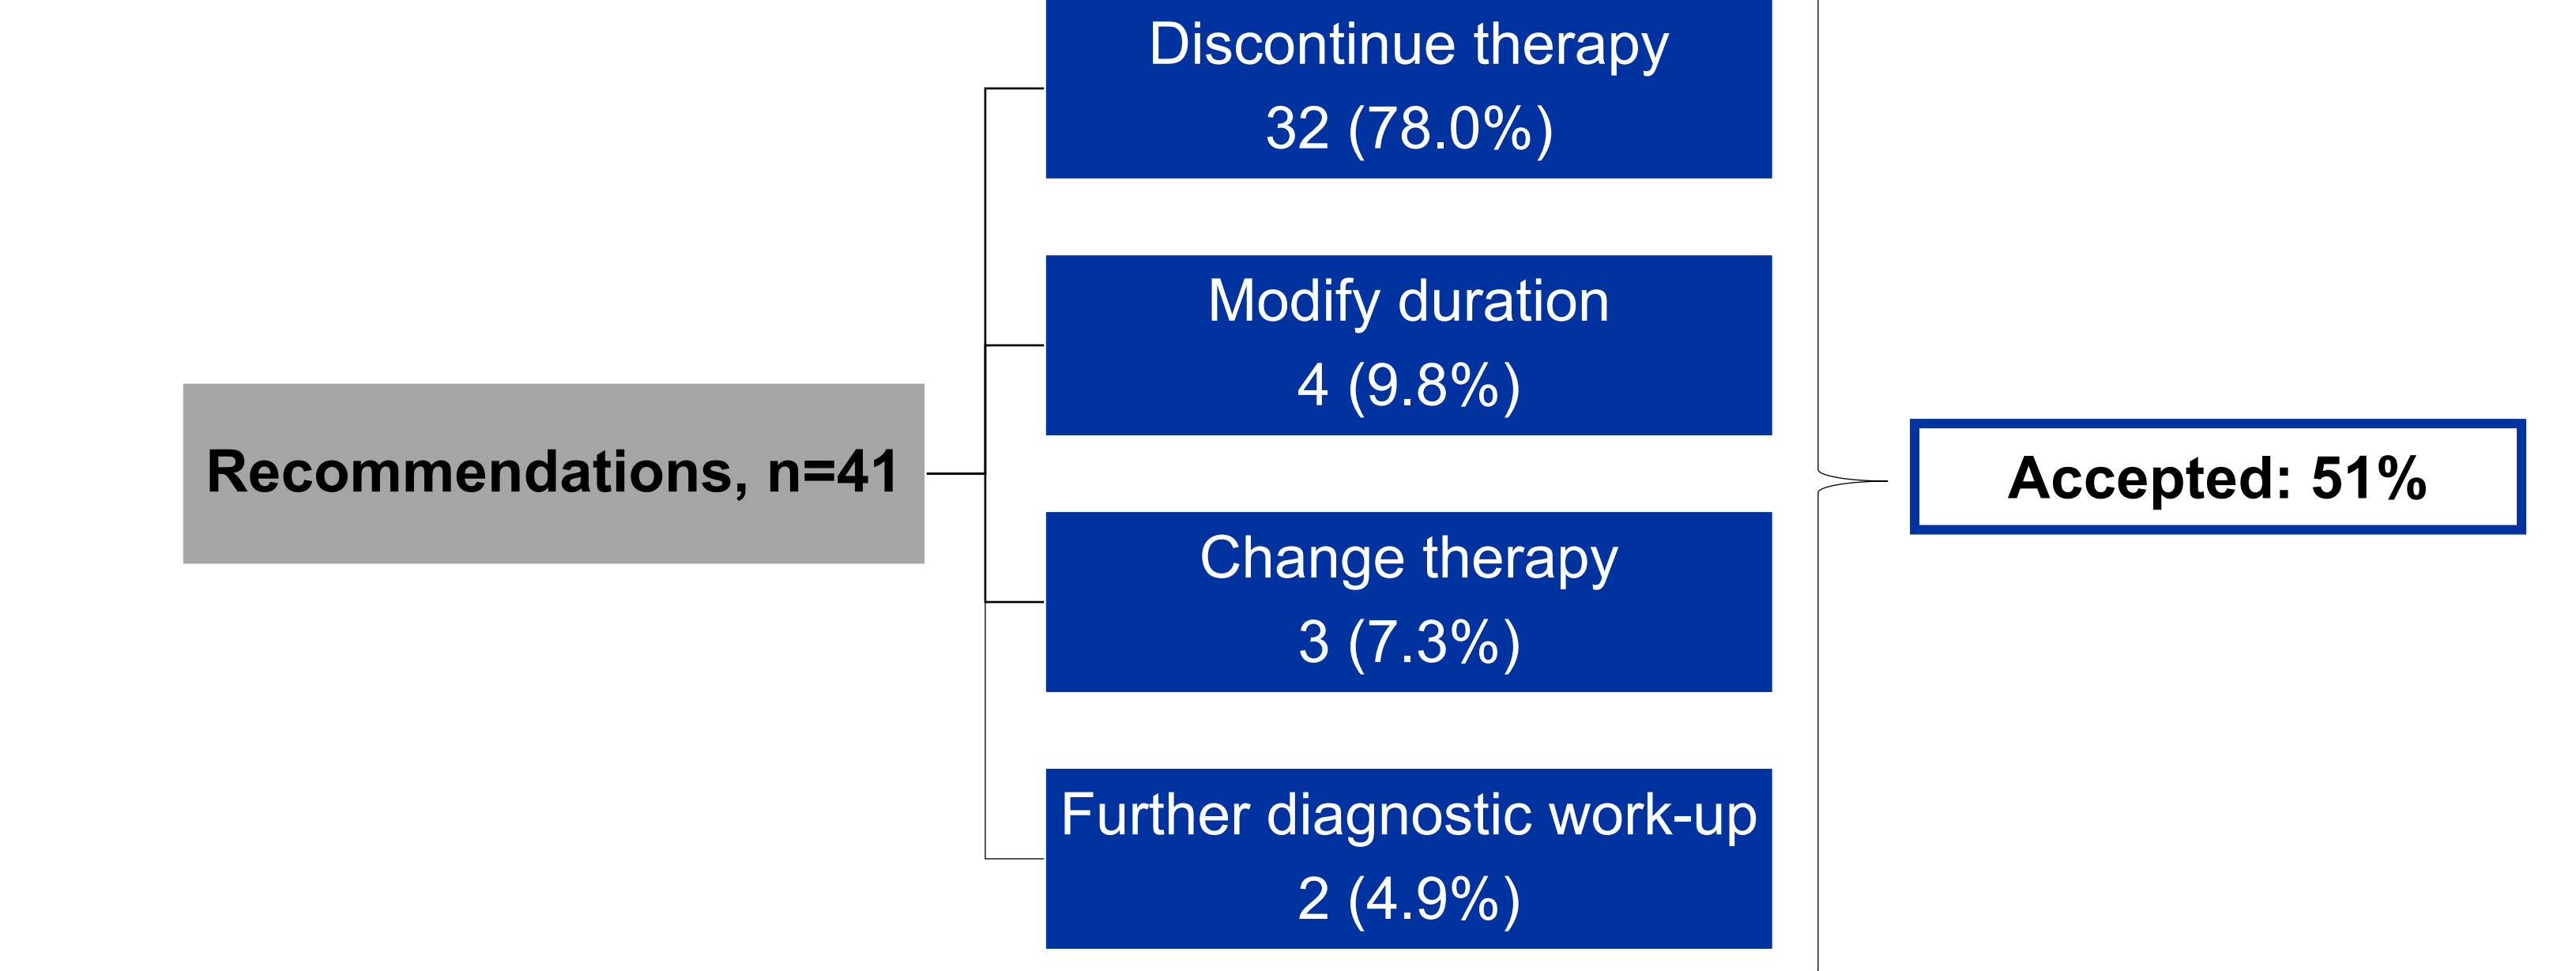 Discontinue therapy
32 (78.0%)
Modify duration
4 (9.8%)
Recommendations, n=41
Accepted: 51%
Change therapy
3 (7.3%)
Further diagnostic work-up
2 (4.9%)